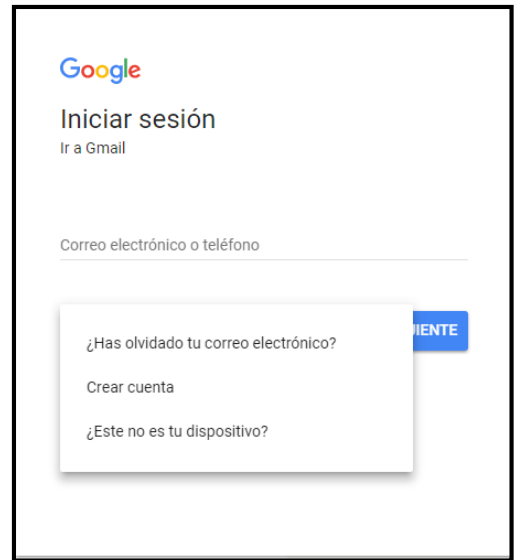 Google
Iniciar sesión
Ir a Gmail
Correo electrónico o teléfono
¿Has olvidado tu correo electrónico?
Crear cuenta
¿Este no es tu dispositivo?